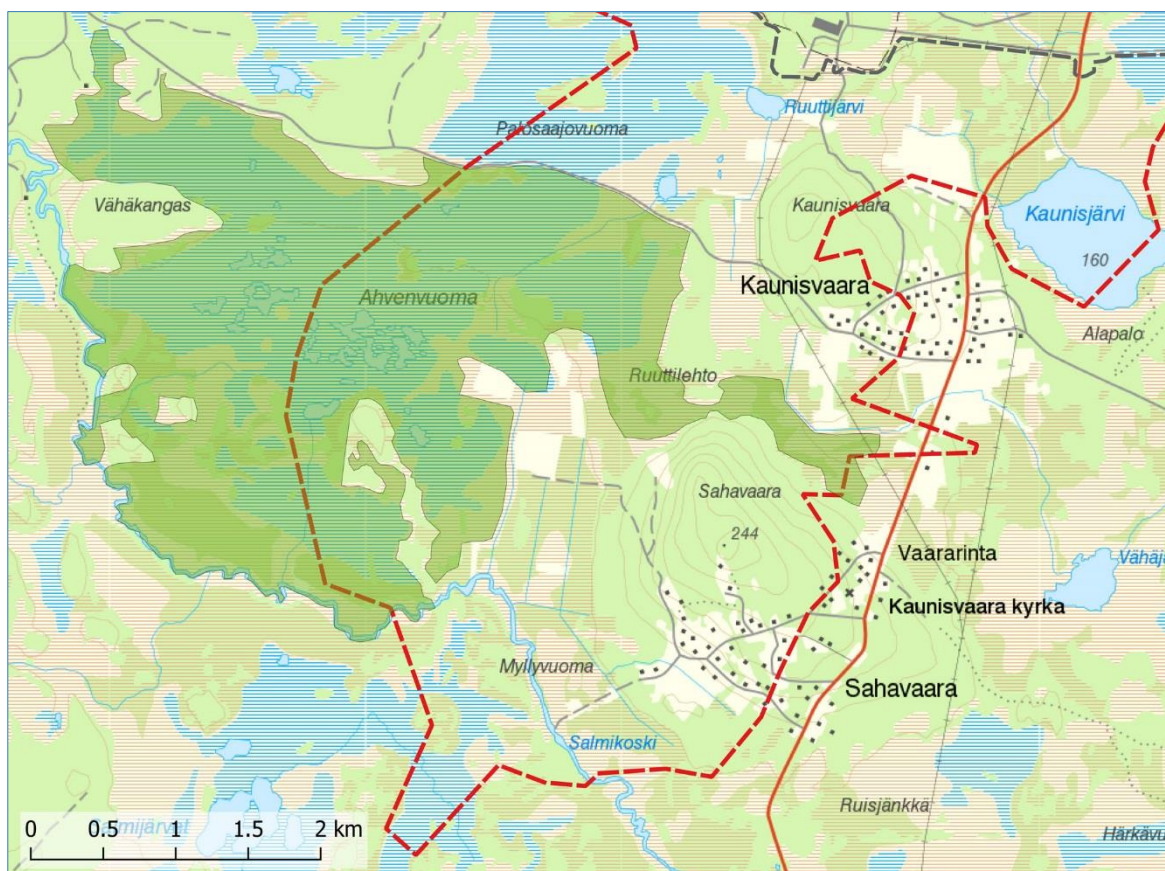 Palosaajovuoma
Ruuttijärvi
Vähäkangas
Kaunisvaara
Kaunisjärvi
160
Kaunisvaara
Ahvenvuoma
Alapalo
Ruuttilehto
Sahavaara
244
Vaararinta
Kaunisvaara kyrka
Myllyvuoma
Sahavaara
Salmikoski
Ruisjänkkä
0 0.5 1 1.5 2 km